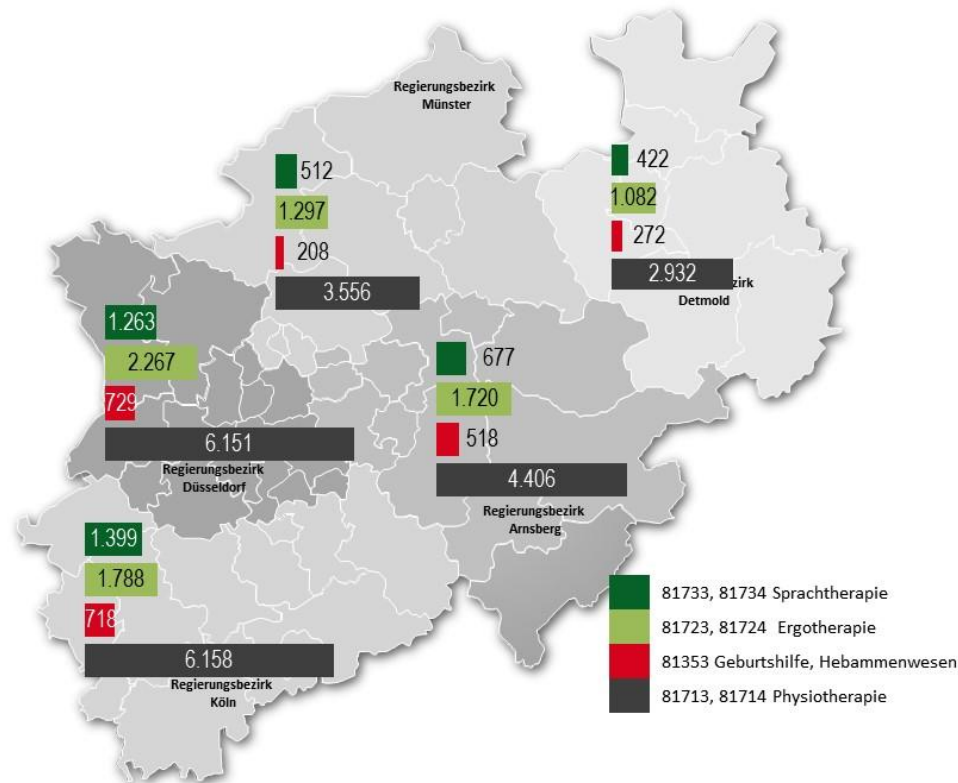 Regierungsbezirk
Münster
512
1.297
208
3.556
422
1.082
272
2.932
zirk
Detmold
1.263
2.267
729
6.151
Regierungsbezirk
Düsseldorf
677
1.720
518
4.406
Regierungsbezirk
Arnsberg
1.399
1.788
718
6.158
Regierungsbezirk
Köln
81733, 81734 Sprachtherapie
81723, 81724 Ergotherapie
81353 Geburtshilfe, Hebammenwesen
81713, 81714 Physiotherapie